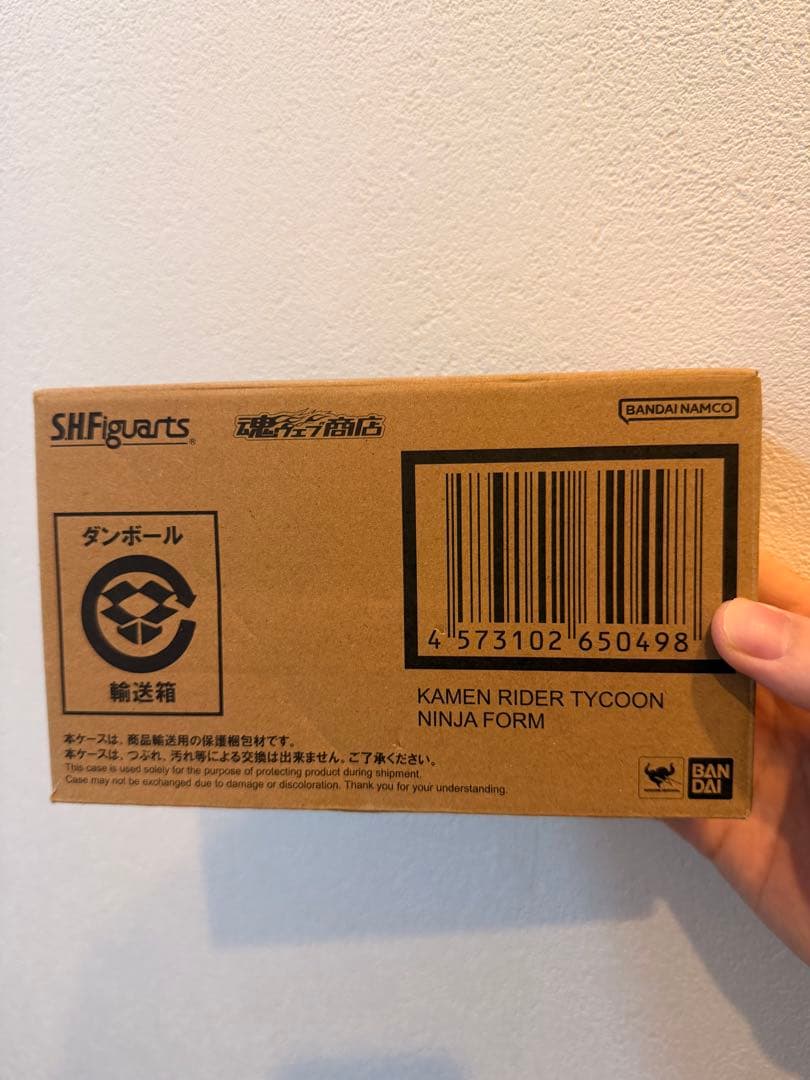 S.H.Figuarts®
魂ウェブ商店
BANDAI NAMCO
ダンボール
輸送箱
4 573102 650498
KAMEN RIDER TYCOON
NINJA FORM
本ケースは、商品輸送用の保護梱包材です。
本ケースは、つぶれ、汚れ等による交換は出来ません。ご了承ください。
This case is used solely for the purpose of protecting product during shipment.
Case may not be exchanged due to damage or discoloration. Thank you for your understanding.
BAN
DAI